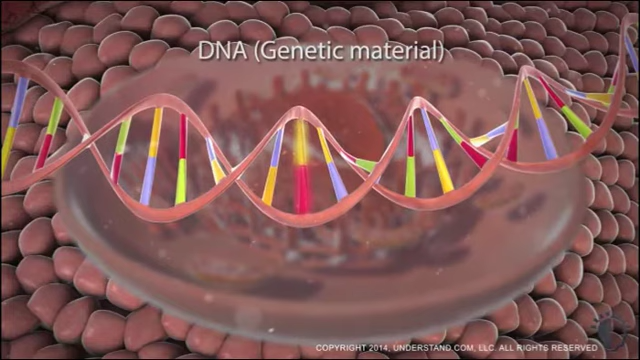 DNA (Genetic material)
COPYRIGHT 2014, UNDERSTAND.COM, LLC. ALL RIGHTS RESERVED